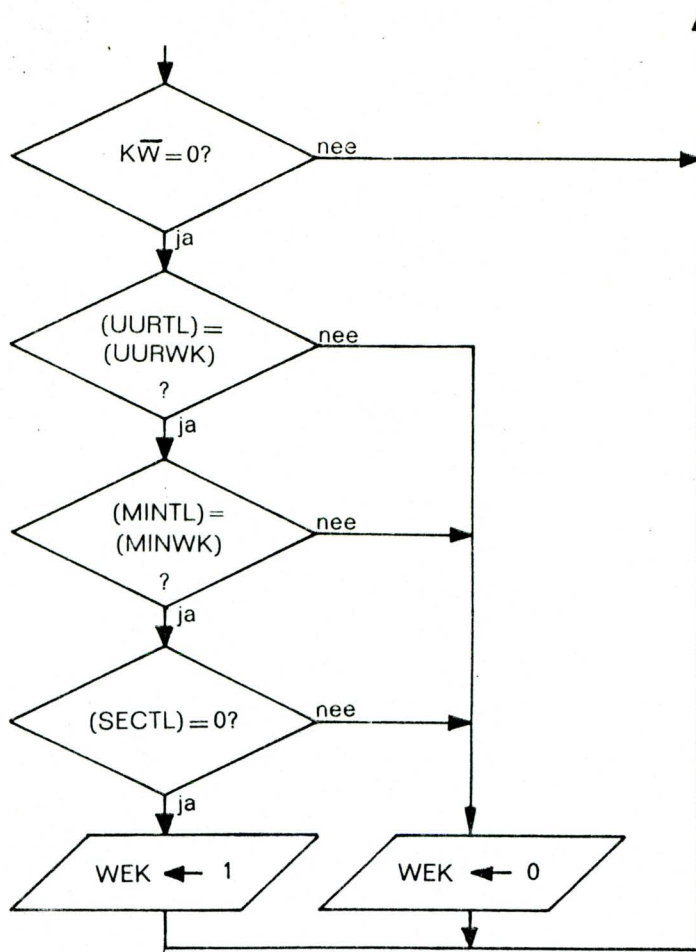 KW̅ = 0?
nee
ja
(UURTL) =
(UURWK)
?
nee
ja
(MINTL) =
(MINWK)
?
nee
ja
(SECTL) = 0?
nee
ja
WEK ← 1
WEK ← 0